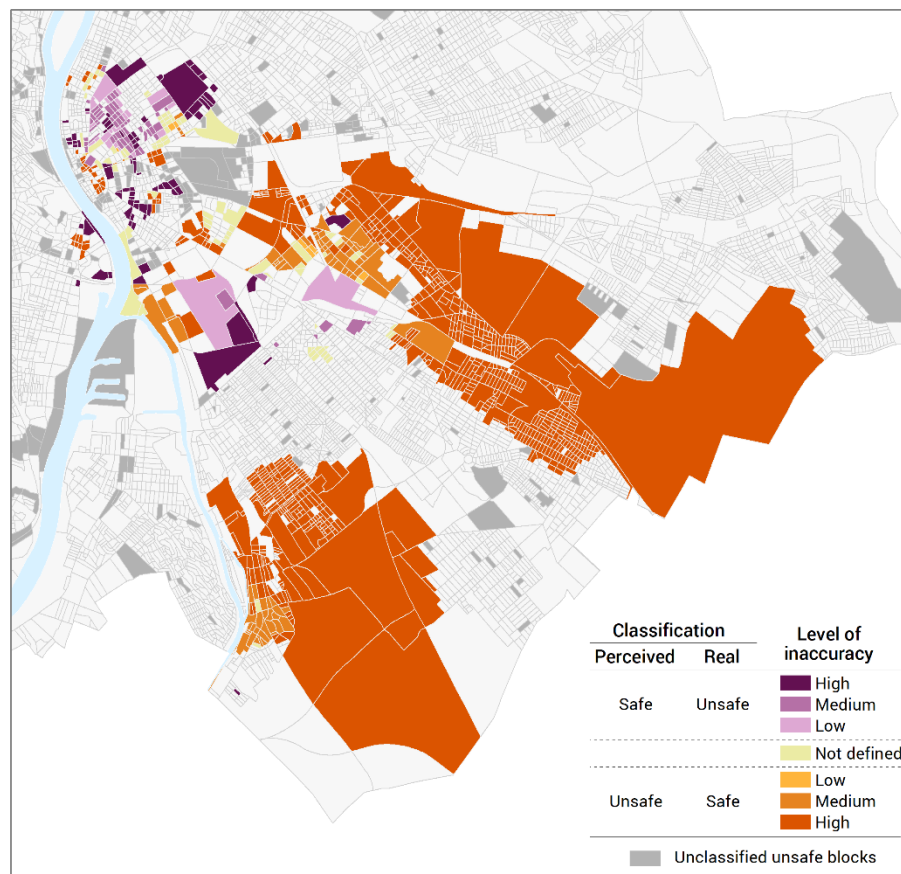 Classification
Level of inaccuracy
Perceived
Real
Safe
Unsafe
High
Medium
Low
Not defined
Unsafe
Safe
Low
Medium
High
Unclassified unsafe blocks